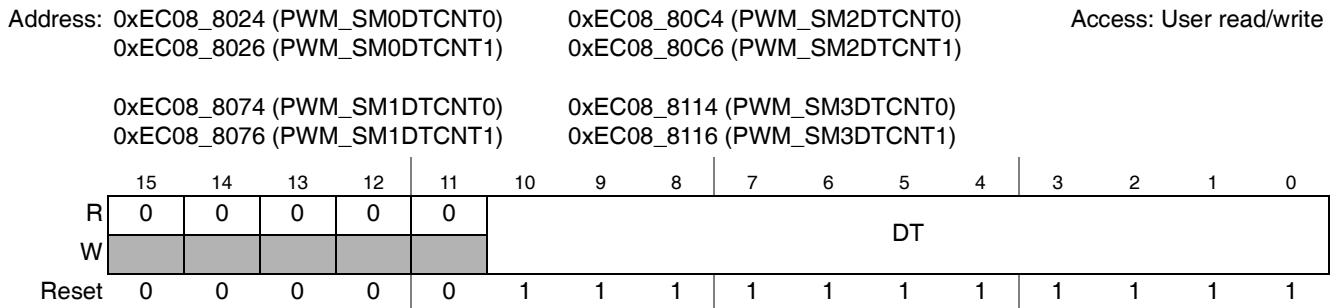 Address: 0xEC08_8024 (PWM_SM0DTCNT0) 0xEC08_80C4 (PWM_SM2DTCNT0) Access: User read/write
0xEC08_8026 (PWM_SM0DTCNT1) 0xEC08_80C6 (PWM_SM2DTCNT1)
0xEC08_8074 (PWM_SM1DTCNT0) 0xEC08_8114 (PWM_SM3DTCNT0)
0xEC08_8076 (PWM_SM1DTCNT1) 0xEC08_8116 (PWM_SM3DTCNT1)
15 14 13 12 11 10 9 8 7 6 5 4 3 2 1 0
R 0 0 0 0 0
DT
W
Reset 0 0 0 0 0 1 1 1 1 1 1 1 1 1 1 1